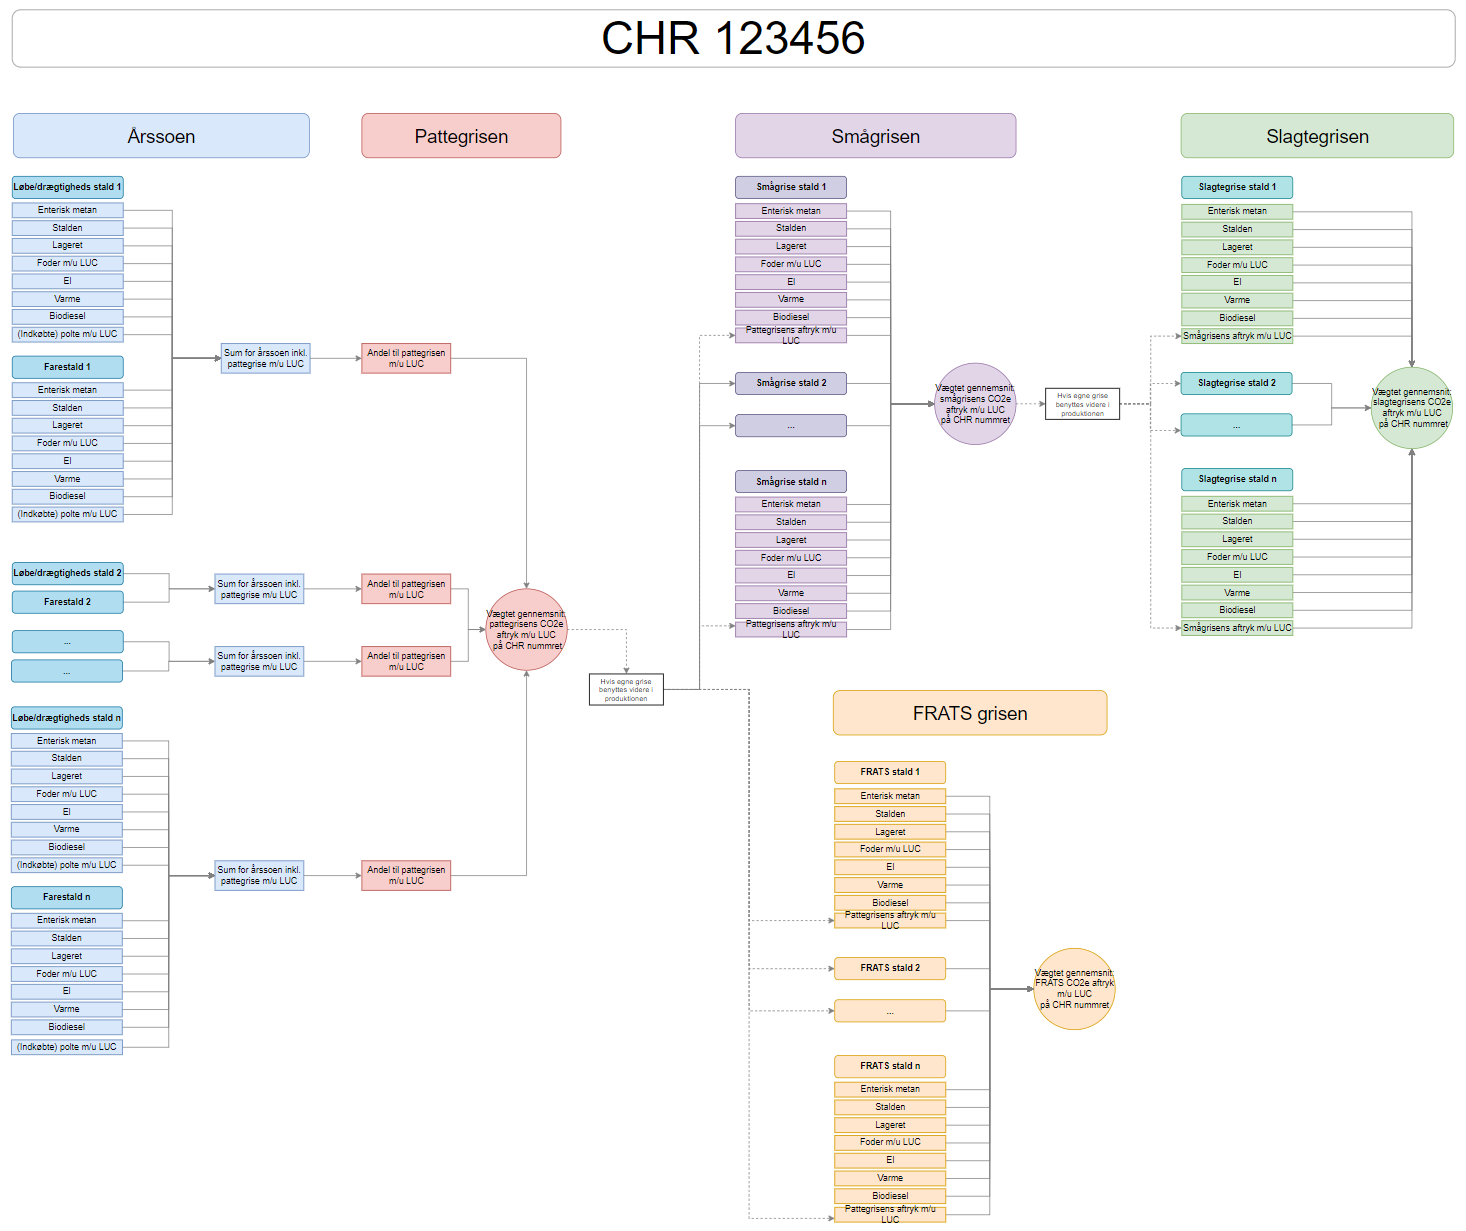 CHR 123456
Årssoen
Løbe/drægtigheds stald 1
Enterisk metan
Stalden
Lageret
Foder m/u LUC
El
Varme
Biodiesel
(Indkøbte) polte m/u LUC
Farestald 1
Enterisk metan
Stalden
Lageret
Foder m/u LUC
El
Varme
Biodiesel
(Indkøbte) polte m/u LUC
Sum for årssoen inkl.
pattegrise m/u LUC
Løbe/drægtigheds stald 2
Farestald 2
Sum for årssoen inkl.
pattegrise m/u LUC
...
...
Sum for årssoen inkl.
pattegrise m/u LUC
Løbe/drægtigheds stald n
Enterisk metan
Stalden
Lageret
Foder m/u LUC
El
Varme
Biodiesel
(Indkøbte) polte m/u LUC
Farestald n
Enterisk metan
Stalden
Lageret
Foder m/u LUC
El
Varme
Biodiesel
(Indkøbte) polte m/u LUC
Sum for årssoen inkl.
pattegrise m/u LUC
Pattegrisen
Andel til pattegrisen
m/u LUC
Andel til pattegrisen
m/u LUC
Andel til pattegrisen
m/u LUC
Andel til pattegrisen
m/u LUC
Vægtet gennemsnit:
pattegrisens CO2e
aftryk m/u LUC
på CHR nummret
Hvis egne grise
benyttes videre i
produktionen
Smågrisen
Smågrise stald 1
Enterisk metan
Stalden
Lageret
Foder m/u LUC
El
Varme
Biodiesel
Pattegrisens aftryk m/u
LUC
Smågrise stald 2
...
Smågrise stald n
Enterisk metan
Stalden
Lageret
Foder m/u LUC
El
Varme
Biodiesel
Pattegrisens aftryk m/u
LUC
Vægtet gennemsnit:
smågrisens CO2e
aftryk m/u LUC
på CHR nummret
Hvis egne grise
benyttes videre i
produktionen
Slagtegrisen
Slagtegrise stald 1
Enterisk metan
Stalden
Lageret
Foder m/u LUC
El
Varme
Biodiesel
Smågrisens aftryk m/u LUC
Slagtegrise stald 2
...
Slagtegrise stald n
Enterisk metan
Stalden
Lageret
Foder m/u LUC
El
Varme
Biodiesel
Smågrisens aftryk m/u LUC
Vægtet gennemsnit:
slagtegrisens CO2e
aftryk m/u LUC
på CHR nummret
FRATS grisen
FRATS stald 1
Enterisk metan
Stalden
Lageret
Foder m/u LUC
El
Varme
Biodiesel
Pattegrisens aftryk m/u
LUC
FRATS stald 2
...
FRATS stald n
Enterisk metan
Stalden
Lageret
Foder m/u LUC
El
Varme
Biodiesel
Pattegrisens aftryk m/u
LUC
Vægtet gennemsnit:
FRATS CO2e aftryk
m/u LUC
på CHR nummret